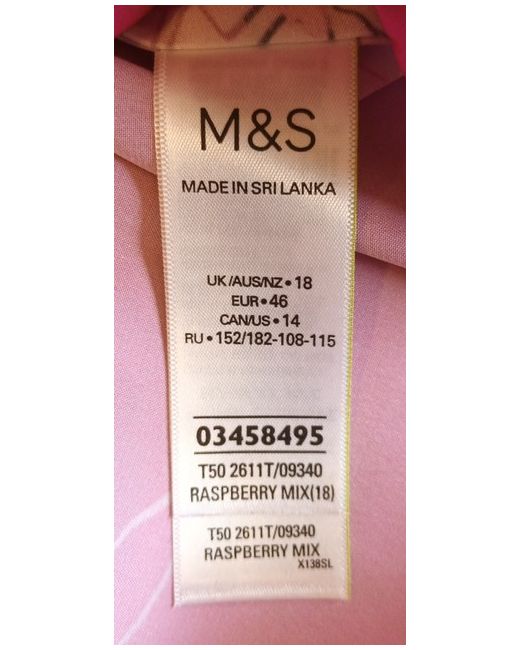 M&S
MADE IN SRI LANKA
UK/AUS/NZ • 18
EUR • 46
CAN/US • 14
RU • 152/182-108-115
03458495
T50 2611T/09340
RASPBERRY MIX(18)
T50 2611T/09340
RASPBERRY MIX
X138SL